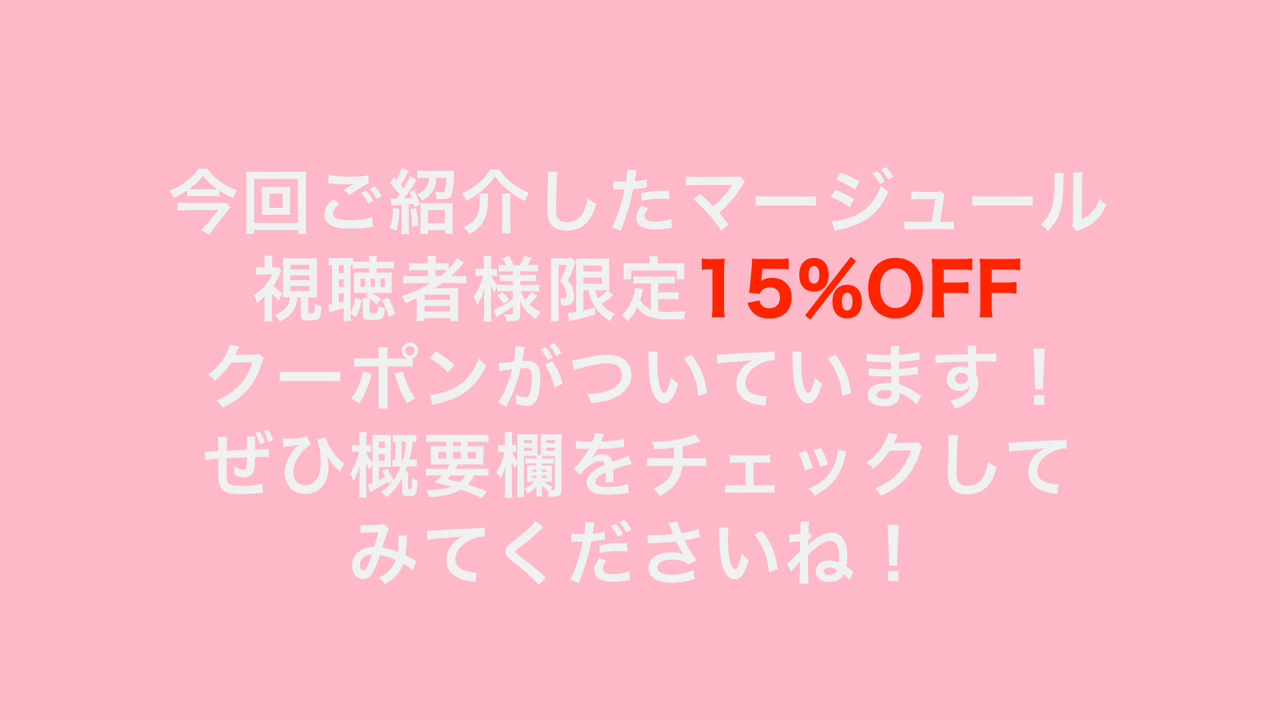 今回ご紹介したマージュール
視聴者様限定15%OFF
クーポンがついています！
ぜひ概要欄をチェックして
みてくださいね！